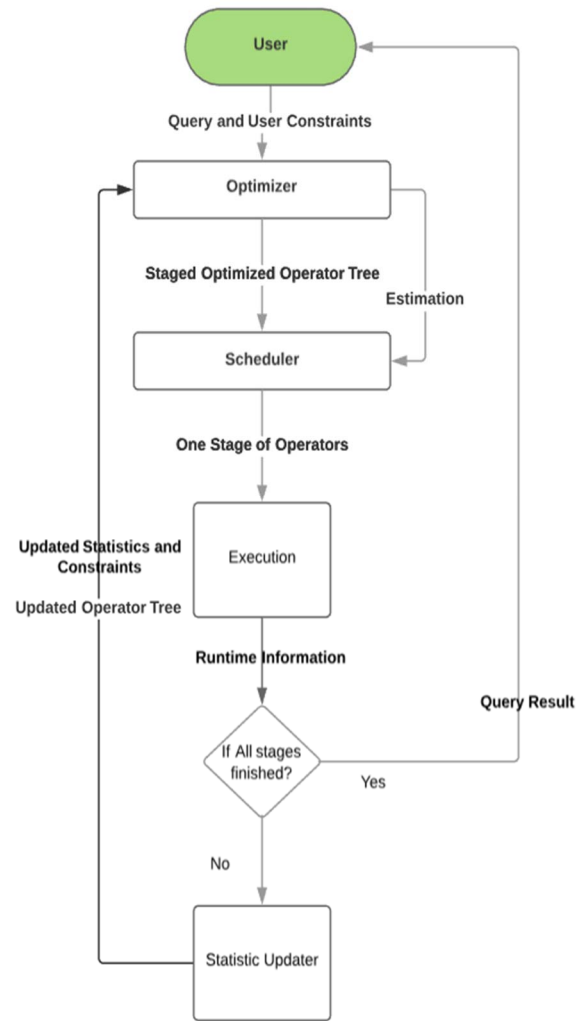 User
Query and User Constraints
Optimizer
Staged Optimized Operator Tree
Estimation
Scheduler
One Stage of Operators
Execution
Updated Statistics and
Constraints
Updated Operator Tree
Runtime Information
Query Result
If All stages
finished?
Yes
No
Statistic Updater